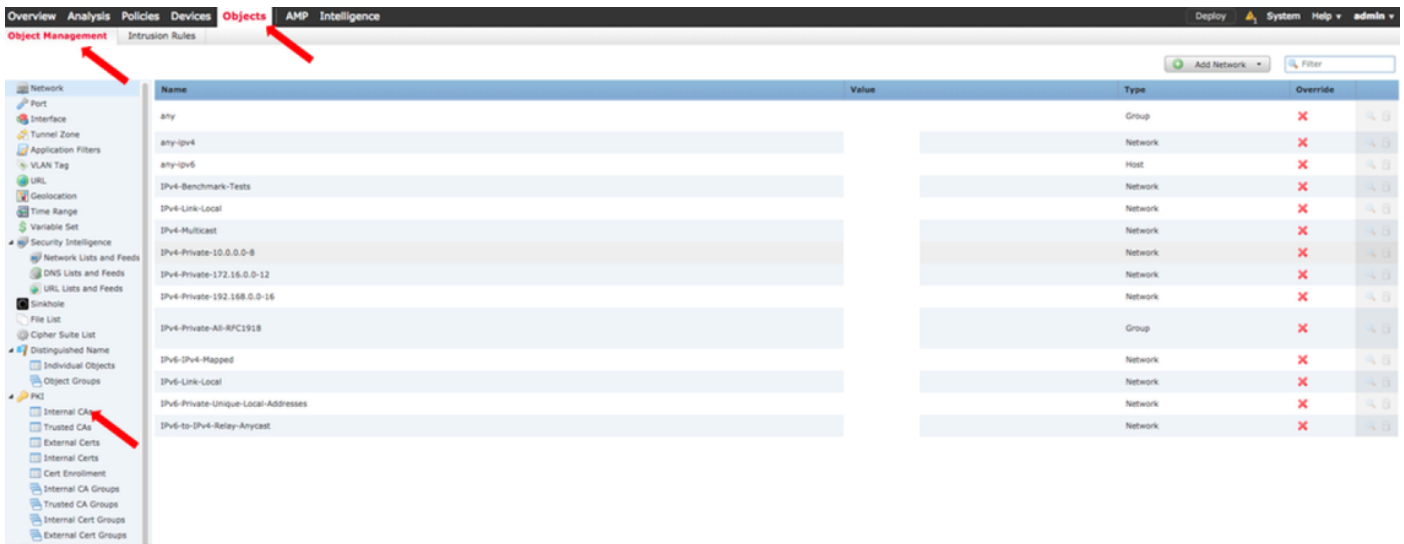 Overview Analysis Policies Devices Objects AMP Intelligence Deploy System Help admin
Object Management Intrusion Rules
Add Network Filter
Network
Port
Interface
Tunnel Zone
Application Filters
VLAN Tag
URL
Geolocation
Time Range
Variable Set
Security Intelligence
Network Lists and Feeds
DNS Lists and Feeds
URL Lists and Feeds
Sinkhole
File List
Cipher Suite List
Distinguished Name
Individual Objects
Object Groups
PKI
Internal CAs
Trusted CAs
External Certs
Internal Certs
Cert Enrollment
Internal CA Groups
Trusted CA Groups
Internal Cert Groups
External Cert Groups
Name Value Type Override
any Group
any-ipv4 Network
any-ipv6 Host
IPv4-Benchmark-Tests Network
IPv4-Link-Local Network
IPv4-Multicast Network
IPv4-Private-10.0.0.0-8 Network
IPv4-Private-172.16.0.0-12 Network
IPv4-Private-192.168.0.0-16 Network
IPv4-Private-All-RFC1918 Group
IPv6-IPv4-Mapped Network
IPv6-Link-Local Network
IPv6-Private-Unique-Local-Addresses Network
IPv6-to-IPv4-Relay-Anycast Network